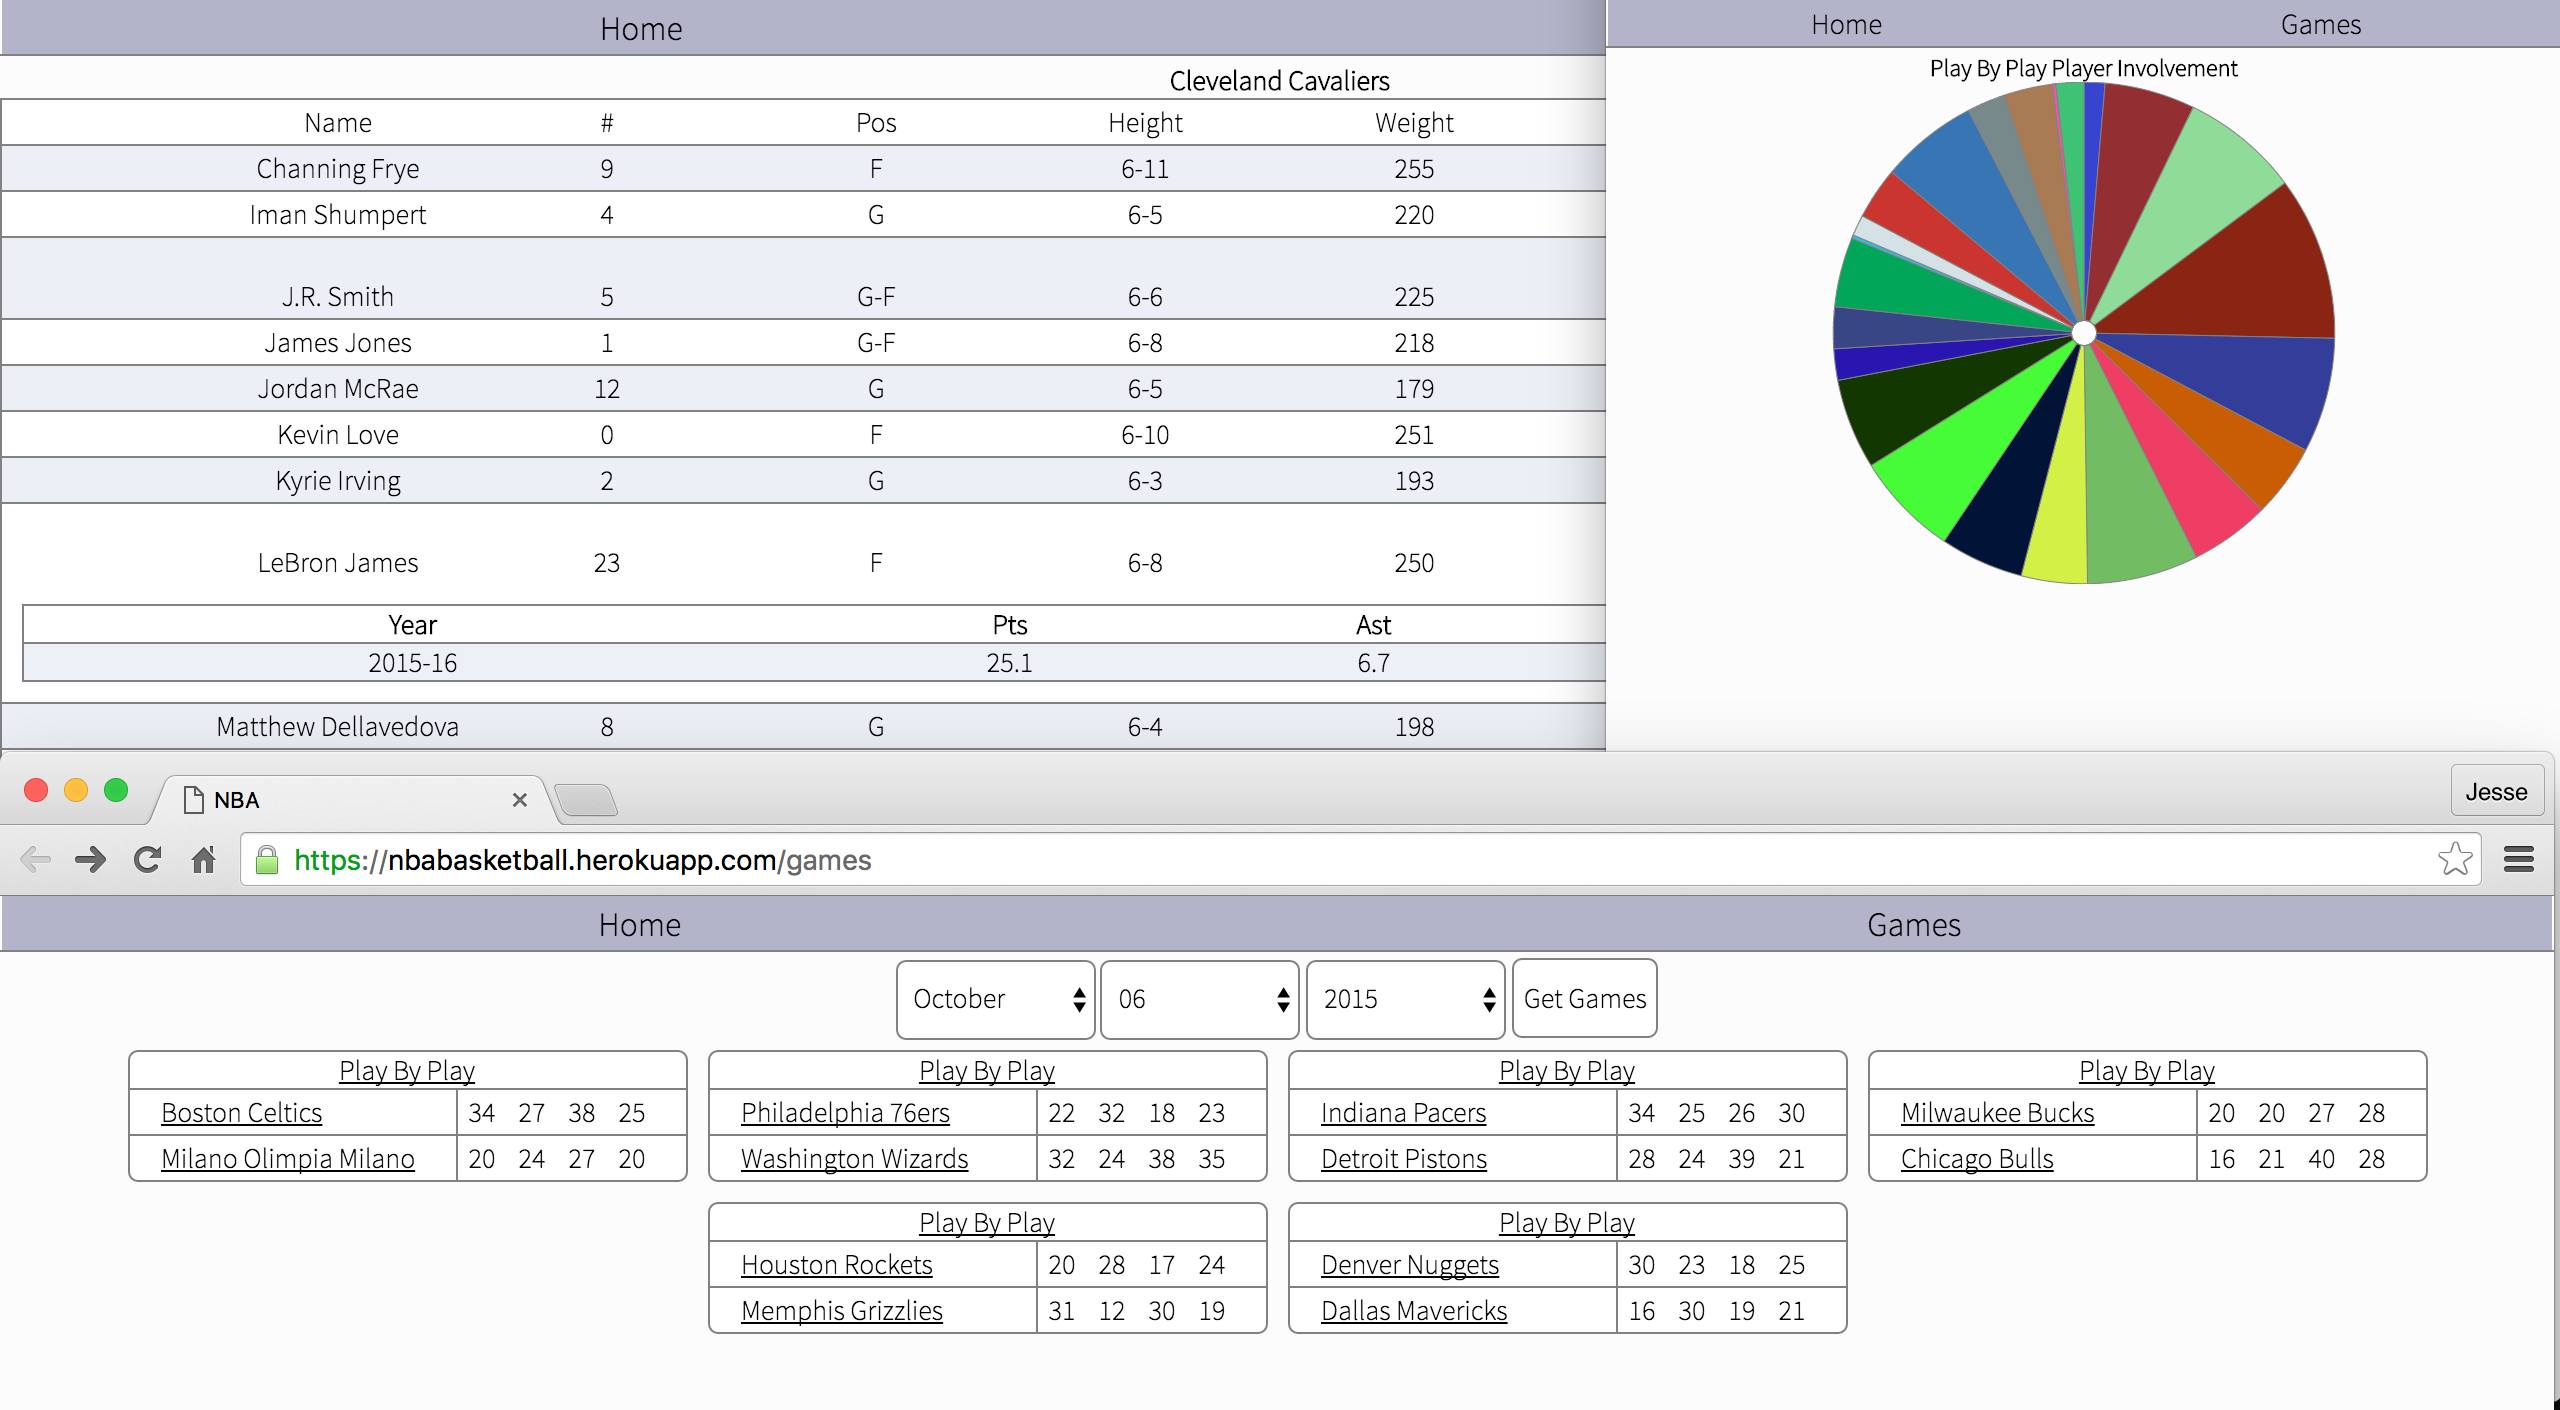 Home
Cleveland Cavaliers
Name # Pos Height Weight
Channing Frye 9 F 6-11 255
Iman Shumpert 4 G 6-5 220
J.R. Smith 5 G-F 6-6 225
James Jones 1 G-F 6-8 218
Jordan McRae 12 G 6-5 179
Kevin Love 0 F 6-10 251
Kyrie Irving 2 G 6-3 193
LeBron James 23 F 6-8 250
Year Pts Ast
2015-16 25.1 6.7
Matthew Dellavedova 8 G 6-4 198
Home Games
Play By Play Player Involvement
NBA
Jesse
https://nbabasketball.herokuapp.com/games
Home Games
October 06 2015 Get Games
Play By Play
Boston Celtics 34 27 38 25
Milano Olimpia Milano 20 24 27 20
Play By Play
Philadelphia 76ers 22 32 18 23
Washington Wizards 32 24 38 35
Play By Play
Indiana Pacers 34 25 26 30
Detroit Pistons 28 24 39 21
Play By Play
Milwaukee Bucks 20 20 27 28
Chicago Bulls 16 21 40 28
Play By Play
Houston Rockets 20 28 17 24
Memphis Grizzlies 31 12 30 19
Play By Play
Denver Nuggets 30 23 18 25
Dallas Mavericks 16 30 19 21